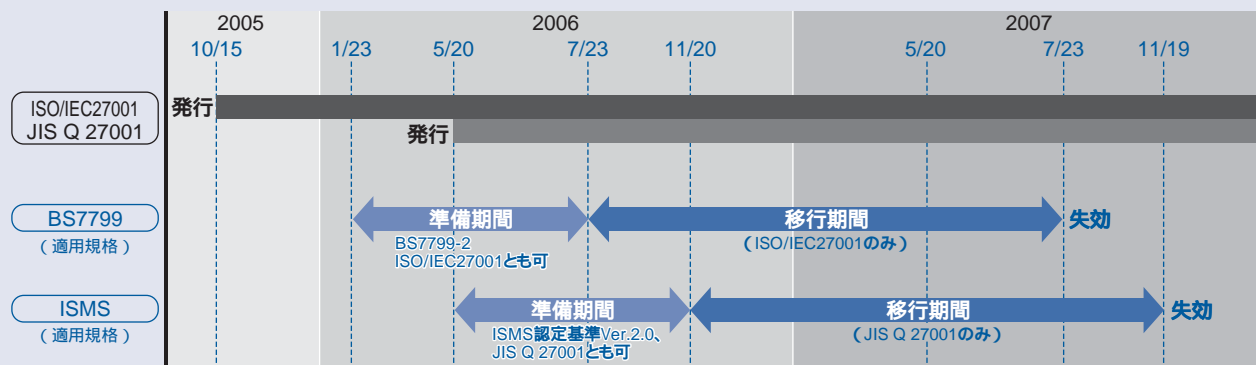 2005 2006 2007
10/15 1/23 5/20 7/23 11/20 5/20 7/23 11/19
ISO/IEC27001
JIS Q 27001
発行
発行
BS7799
（適用規格）
準備期間
BS7799-2
ISO/IEC27001とも可
移行期間
（ISO/IEC27001のみ）
失効
ISMS
（適用規格）
準備期間
ISMS認定基準Ver.2.0、
JIS Q 27001とも可
移行期間
（JIS Q 27001のみ）
失効